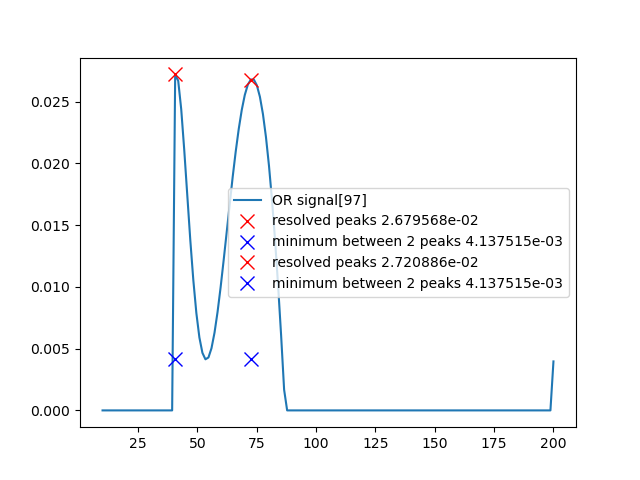 0.025
0.020
0.015
0.010
0.005
0.000
OR signal[97]
resolved peaks 2.679568e-02
minimum between 2 peaks 4.137515e-03
resolved peaks 2.720886e-02
minimum between 2 peaks 4.137515e-03
25 50 75 100 125 150 175 200